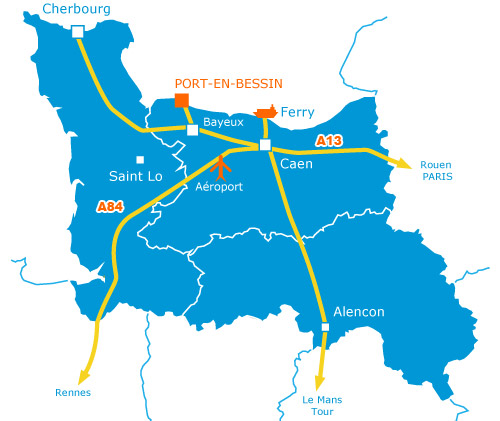 Cherbourg
PORT-EN-BESSIN
Ferry
Bayeux
A13
Caen
Rouen
PARIS
Saint Lo
Aéroport
A84
Alencon
Rennes
Le Mans
Tour